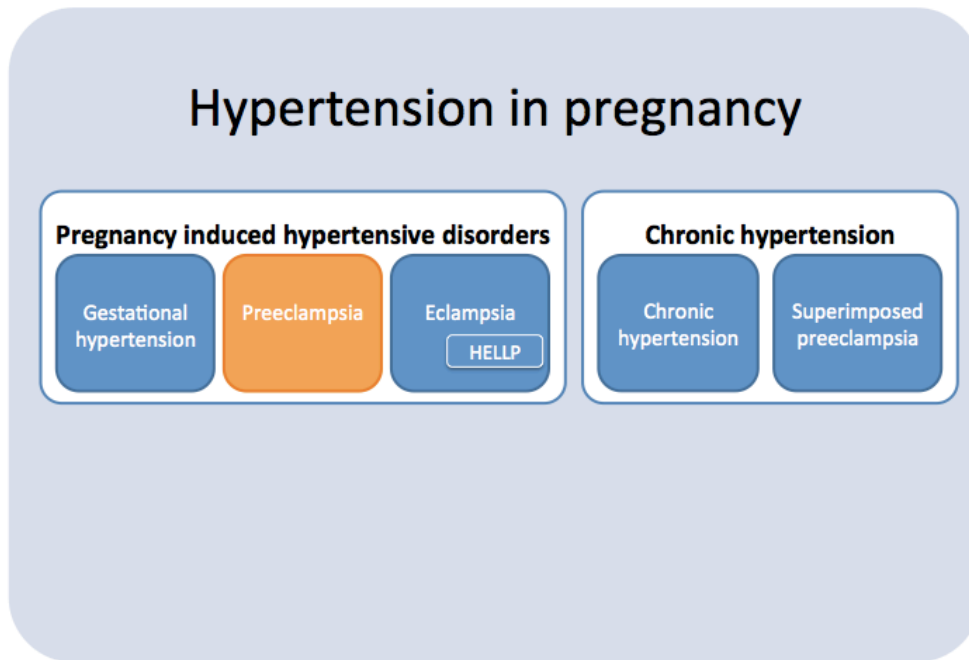 Hypertension in pregnancy
Pregnancy induced hypertensive disorders
Gestational
hypertension
Preeclampsia
Eclampsia
HELLP
Chronic hypertension
Chronic
hypertension
Superimposed
preeclampsia